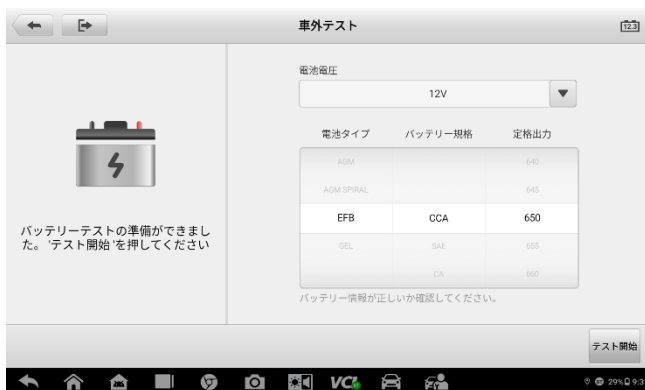 車外テスト
12.3
電池電圧
12V
電池タイプ バッテリー規格 定格出力
AGM 640
AGM SPIRAL 645
EFB CCA 650
GEL SAE 655
CA 660
バッテリー情報が正しいか確認してください。
バッテリーテストの準備ができまし
た。'テスト開始'を押してください
テスト開始
VCI 29% 9:3